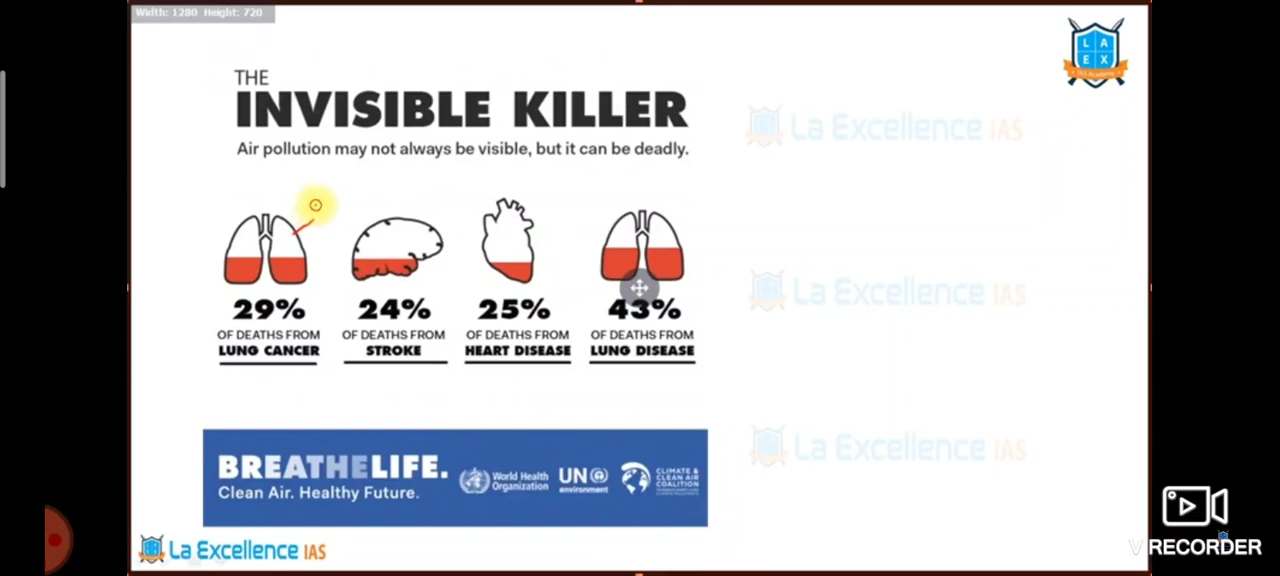 Width: 1280 Height: 720
L A
E X
THE
INVISIBLE KILLER
Air pollution may not always be visible, but it can be deadly.
La Excellence IAS
29%
OF DEATHS FROM
LUNG CANCER
24%
OF DEATHS FROM
STROKE
25%
OF DEATHS FROM
HEART DISEASE
43%
OF DEATHS FROM
LUNG DISEASE
La Excellence IAS
BREATHELIFE.
Clean Air. Healthy Future.
World Health
Organization
UN
environment
CLIMATE &
CLEAN AIR
COALITION
La Excellence IAS
La Excellence IAS
V RECORDER